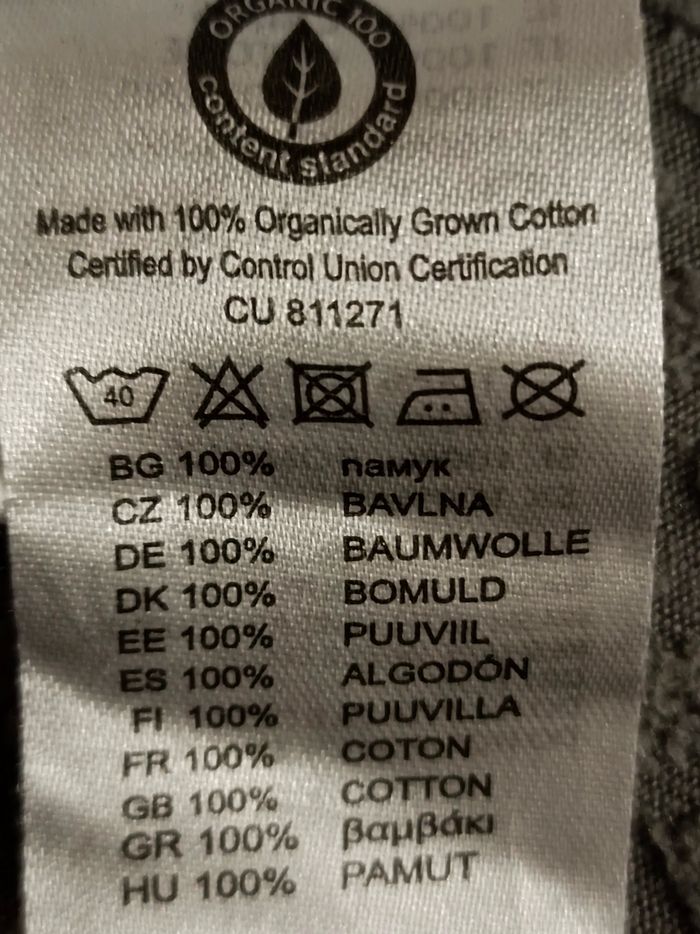 ORGANIC 100
content standard
Made with 100% Organically Grown Cotton
Certified by Control Union Certification
CU 811271
40
BG 100% памук
CZ 100% BAVLNA
DE 100% BAUMWOLLE
DK 100% BOMULD
EE 100% PUUVIIL
ES 100% ALGODÓN
FI 100% PUUVILLA
FR 100% COTON
GB 100% COTTON
GR 100% βαμβάκι
HU 100% PAMUT